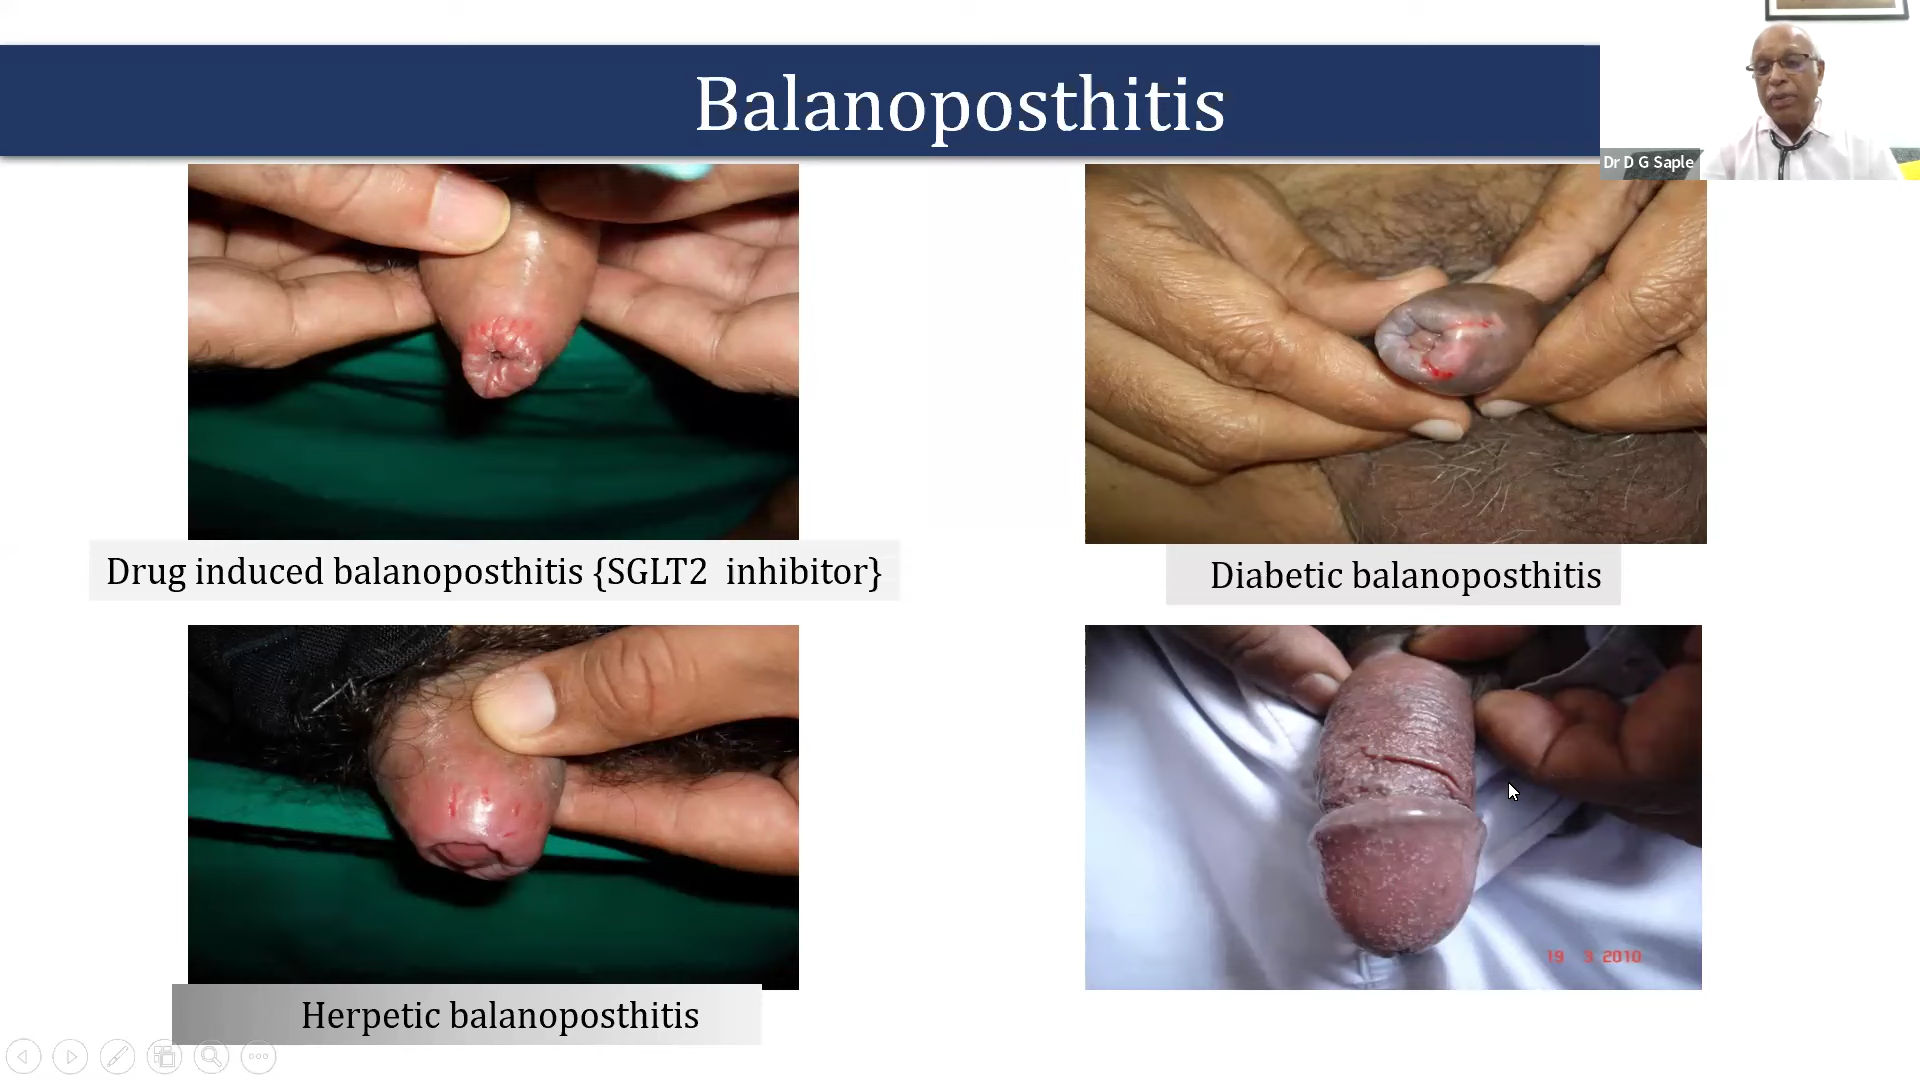 Balanoposthitis
Dr D G Saple
Drug induced balanoposthitis {SGLT2 inhibitor}
Diabetic balanoposthitis
Herpetic balanoposthitis
19 3 2010